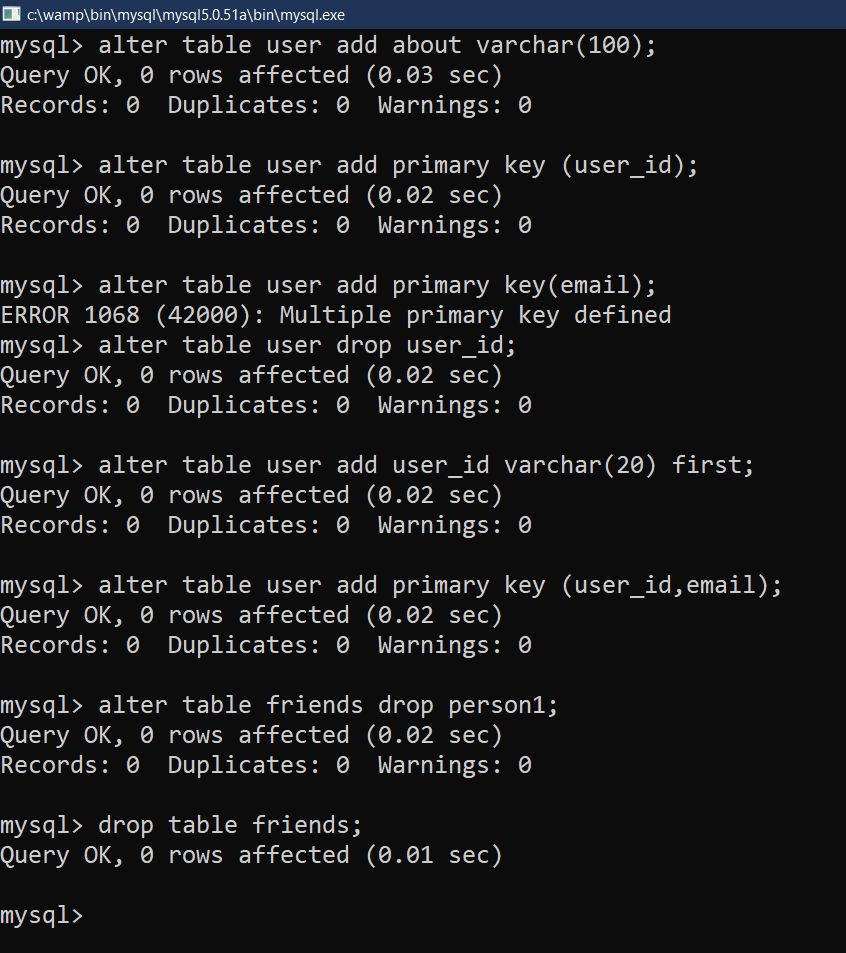 c:\wamp\bin\mysql\mysql5.0.51a\bin\mysql.exe
mysql> alter table user add about varchar(100);
Query OK, 0 rows affected (0.03 sec)
Records: 0  Duplicates: 0  Warnings: 0
mysql> alter table user add primary key (user_id);
Query OK, 0 rows affected (0.02 sec)
Records: 0  Duplicates: 0  Warnings: 0
mysql> alter table user add primary key(email);
ERROR 1068 (42000): Multiple primary key defined
mysql> alter table user drop user_id;
Query OK, 0 rows affected (0.02 sec)
Records: 0  Duplicates: 0  Warnings: 0
mysql> alter table user add user_id varchar(20) first;
Query OK, 0 rows affected (0.02 sec)
Records: 0  Duplicates: 0  Warnings: 0
mysql> alter table user add primary key (user_id,email);
Query OK, 0 rows affected (0.02 sec)
Records: 0  Duplicates: 0  Warnings: 0
mysql> alter table friends drop person1;
Query OK, 0 rows affected (0.02 sec)
Records: 0  Duplicates: 0  Warnings: 0
mysql> drop table friends;
Query OK, 0 rows affected (0.01 sec)
mysql>